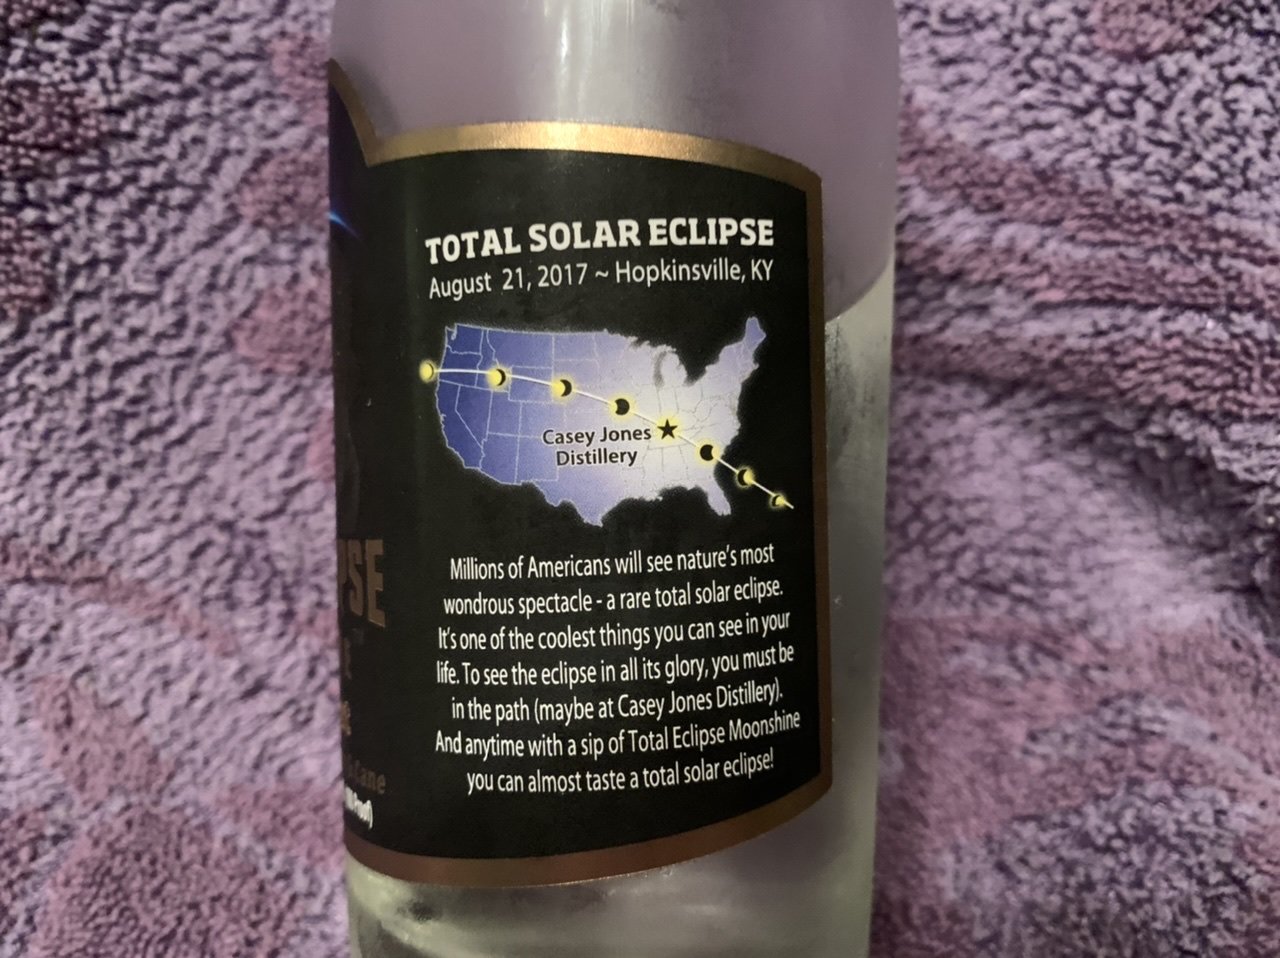 TOTAL SOLAR ECLIPSE
August 21, 2017 ~ Hopkinsville, KY
Casey Jones
Distillery
Millions of Americans will see nature's most
wondrous spectacle - a rare total solar eclipse.
It's one of the coolest things you can see in your
life. To see the eclipse in all its glory, you must be
in the path (maybe at Casey Jones Distillery).
And anytime with a sip of Total Eclipse Moonshine
you can almost taste a total solar eclipse!
PSE